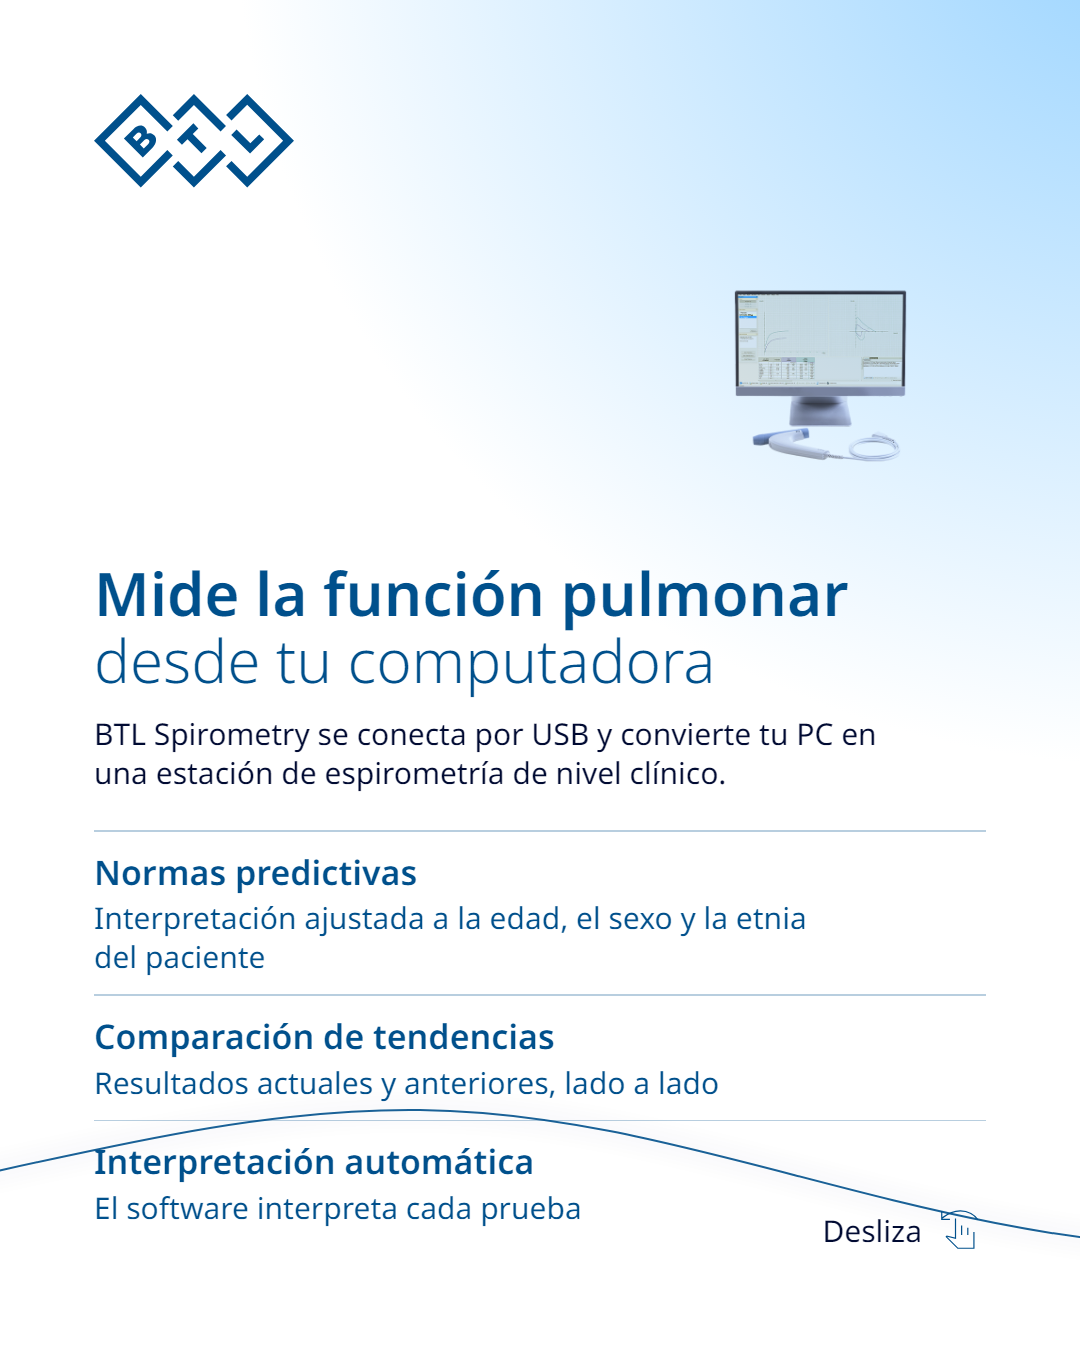 BTL
Mide la función pulmonar
desde tu computadora
BTL Spirometry se conecta por USB y convierte tu PC en
una estación de espirometría de nivel clínico.
Normas predictivas
Interpretación ajustada a la edad, el sexo y la etnia
del paciente
Comparación de tendencias
Resultados actuales y anteriores, lado a lado
Interpretación automática
El software interpreta cada prueba
Desliza